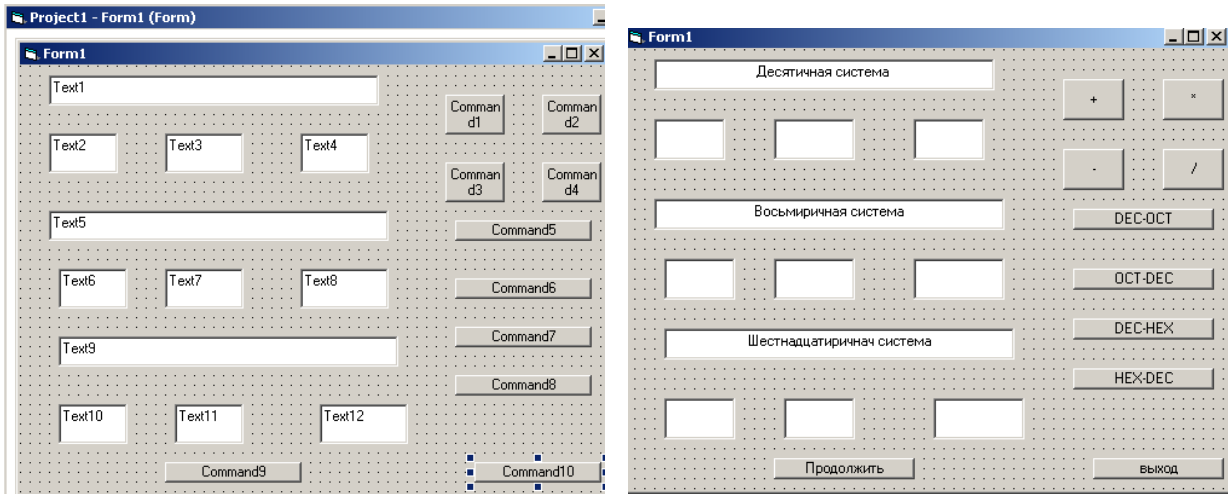 Project1 - Form1 (Form)
Form1
Text1
Comman
d1
Comman
d2
Text2 Text3 Text4
Comman
d3
Comman
d4
Text5
Command5
Text6 Text7 Text8
Command6
Command7
Text9
Command8
Text10 Text11 Text12
Command9
Command10
Form1
Десятичная система
+ *
- /
Восьмиричная система
DEC-OCT
OCT-DEC
DEC-HEX
Шестнадцатиричнач система
HEX-DEC
Продолжить
выход